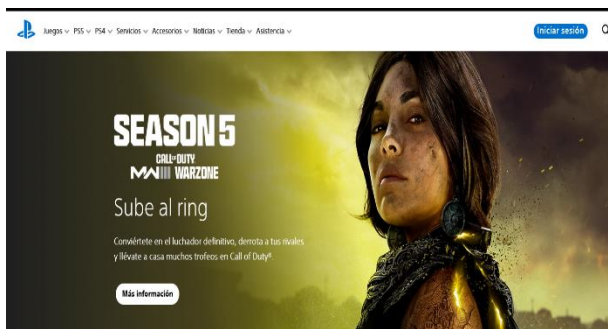 Juegos PS5 PS4 Servicios Accesorios Noticias Tienda Asistencia Iniciar sesión
SEASON 5
CALL OF DUTY
MWIII WARZONE
Sube al ring
Conviértete en el luchador definitivo, derrota a tus rivales
y llévate a casa muchos trofeos en Call of Duty®.
Más información